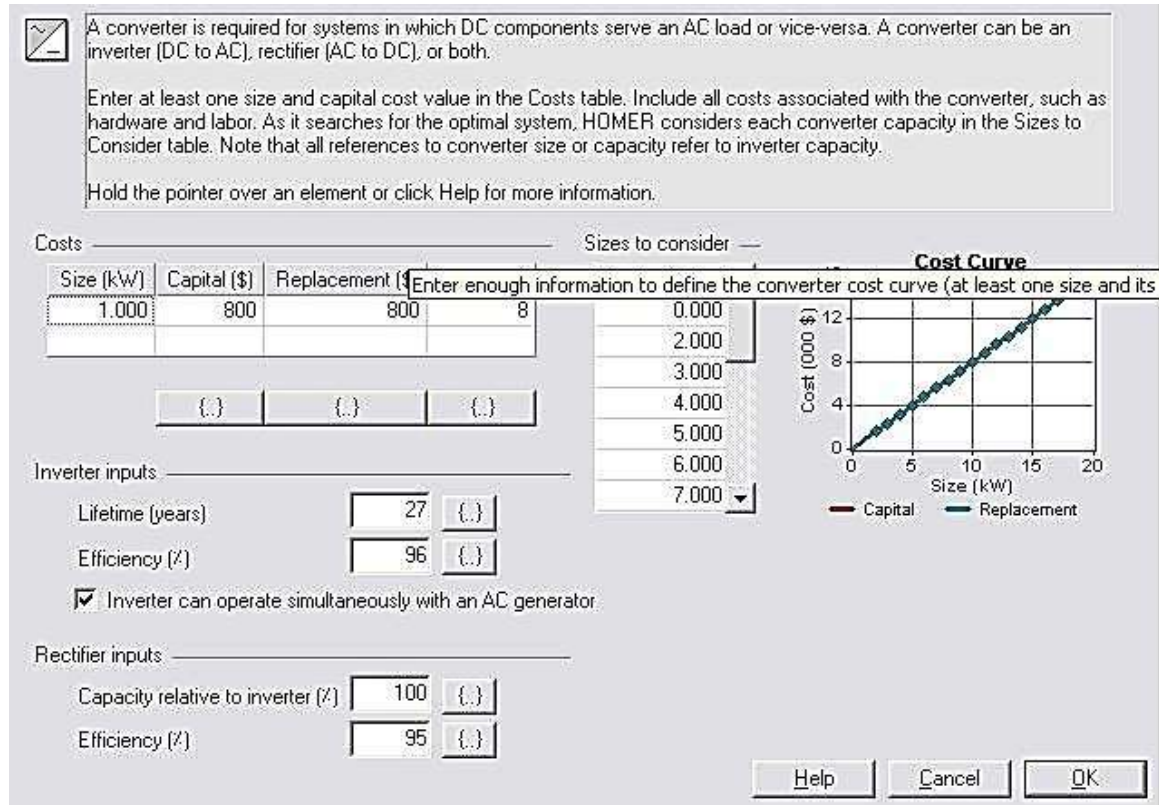 A converter is required for systems in which DC components serve an AC load or vice-versa. A converter can be an
inverter (DC to AC), rectifier (AC to DC), or both.
Enter at least one size and capital cost value in the Costs table. Include all costs associated with the converter, such as
hardware and labor. As it searches for the optimal system, HOMER considers each converter capacity in the Sizes to
Consider table. Note that all references to converter size or capacity refer to inverter capacity.
Hold the pointer over an element or click Help for more information.
Costs
Size (kW) Capital ($) Replacement ($
1.000 800 800 8
{..} {..} {..}
Sizes to consider
Enter enough information to define the converter cost curve (at least one size and its
0.000
2.000
3.000
4.000
5.000
6.000
7.000
Cost Curve
Cost (000 $)
12
8
4
0
0 5 10 15 20
Size (kW)
Capital Replacement
Inverter inputs
Lifetime (years) 27 {..}
Efficiency (%) 96 {..}
Inverter can operate simultaneously with an AC generator
Rectifier inputs
Capacity relative to inverter (%) 100 {..}
Efficiency (%) 95 {..}
Help Cancel OK